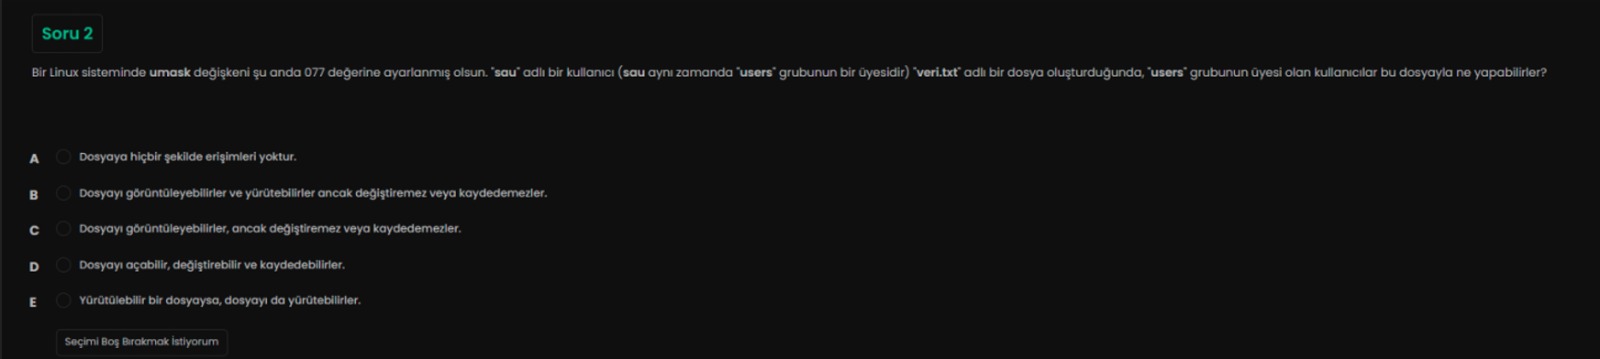 Soru 2
Bir Linux sisteminde umask değişkeni şu anda 077 değerine ayarlanmış olsun. "sau" adlı bir kullanıcı (sau aynı zamanda "users" grubunun bir üyesidir) "veri.txt" adlı bir dosya oluşturduğunda, "users" grubunun üyesi olan kullanıcılar bu dosyayla ne yapabilirler?
A Dosyaya hiçbir şekilde erişimleri yoktur.
B Dosyayı görüntüleyebilirler ve yürütebilirler ancak değiştiremez veya kaydedemezler.
C Dosyayı görüntüleyebilirler, ancak değiştiremez veya kaydedemezler.
D Dosyayı açabilir, değiştirebilir ve kaydedebilirler.
E Yürütülebilir bir dosyaysa, dosyayı da yürütebilirler.
Seçimi Boş Bırakmak İstiyorum